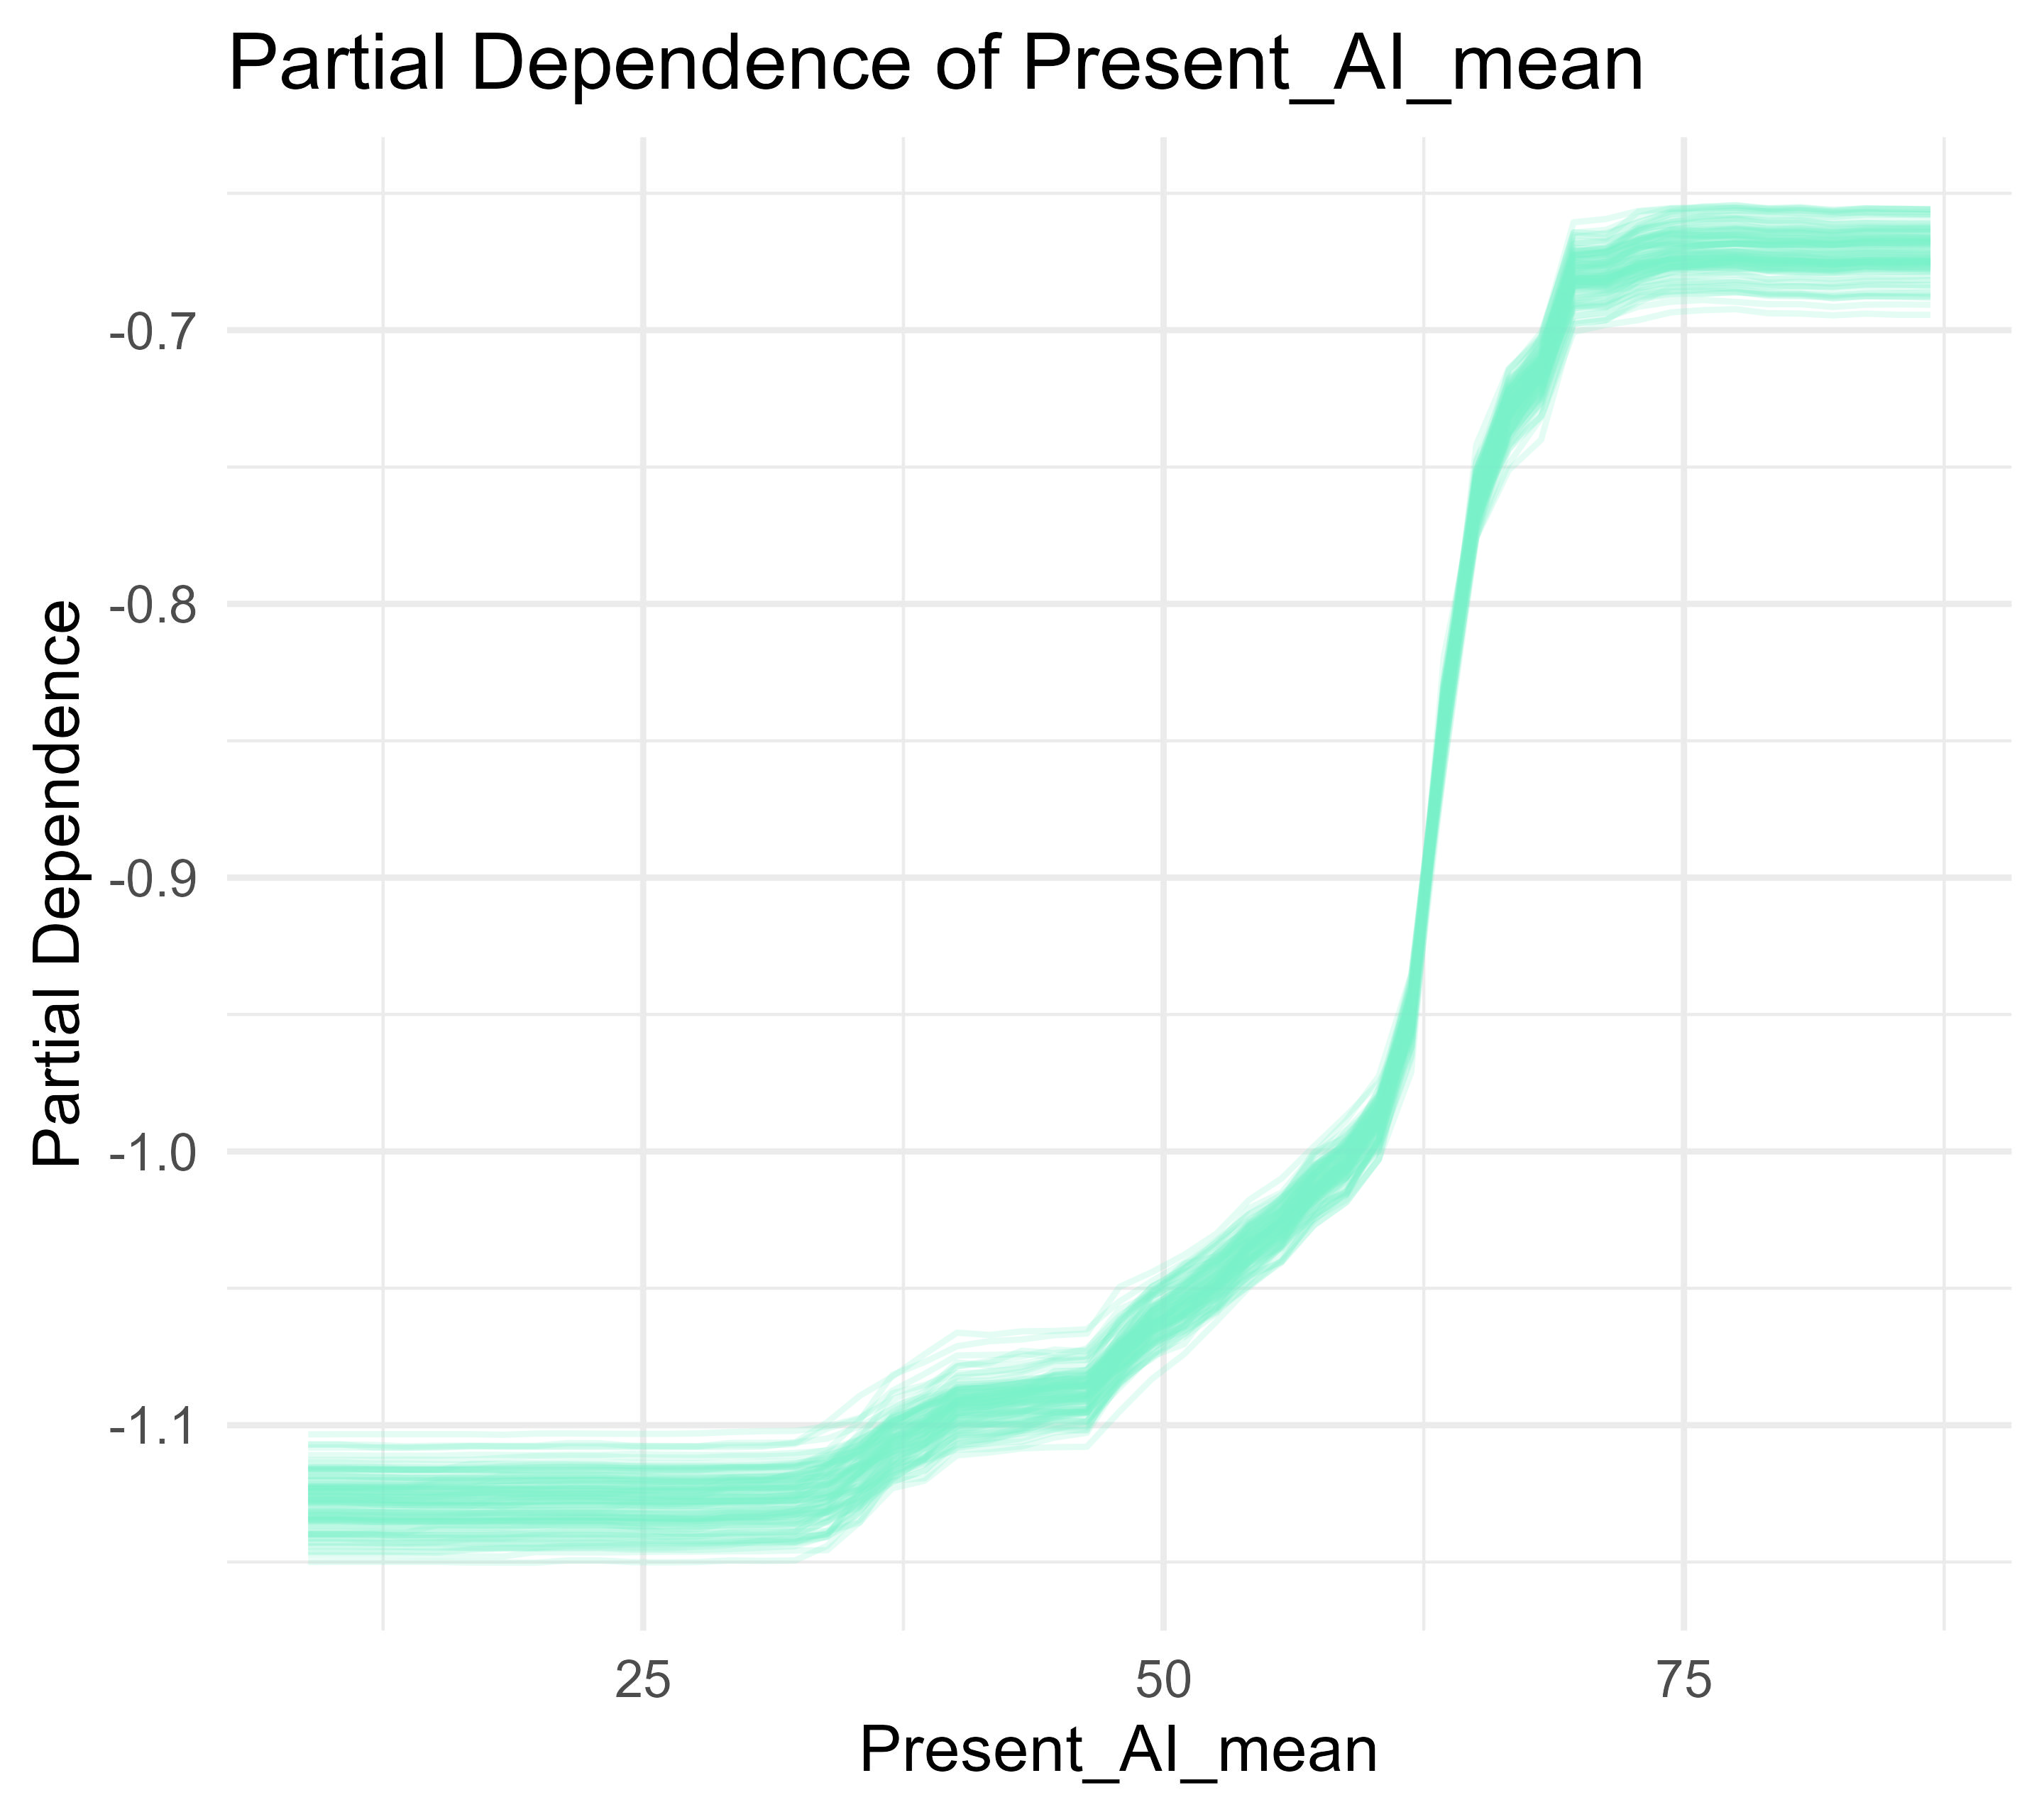 Partial Dependence of Present_AI_mean
Partial Dependence
-0.7
-0.8
-0.9
-1.0
-1.1
25
50
75
Present_AI_mean